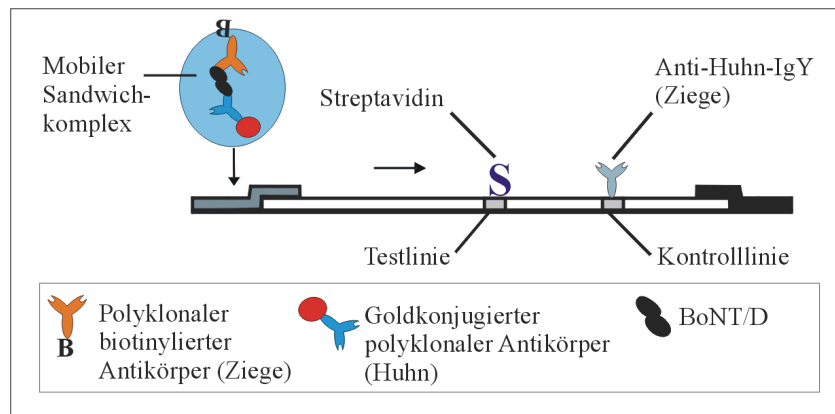 B
Mobiler
Sandwich-
komplex
Streptavidin
Anti-Huhn-IgY
(Ziege)
S
Testlinie
Kontrolllinie
Polyklonaler
biotinylierter
Antikörper (Ziege)
B
Goldkonjugierter
polyklonaler Antikörper
(Huhn)
BoNT/D